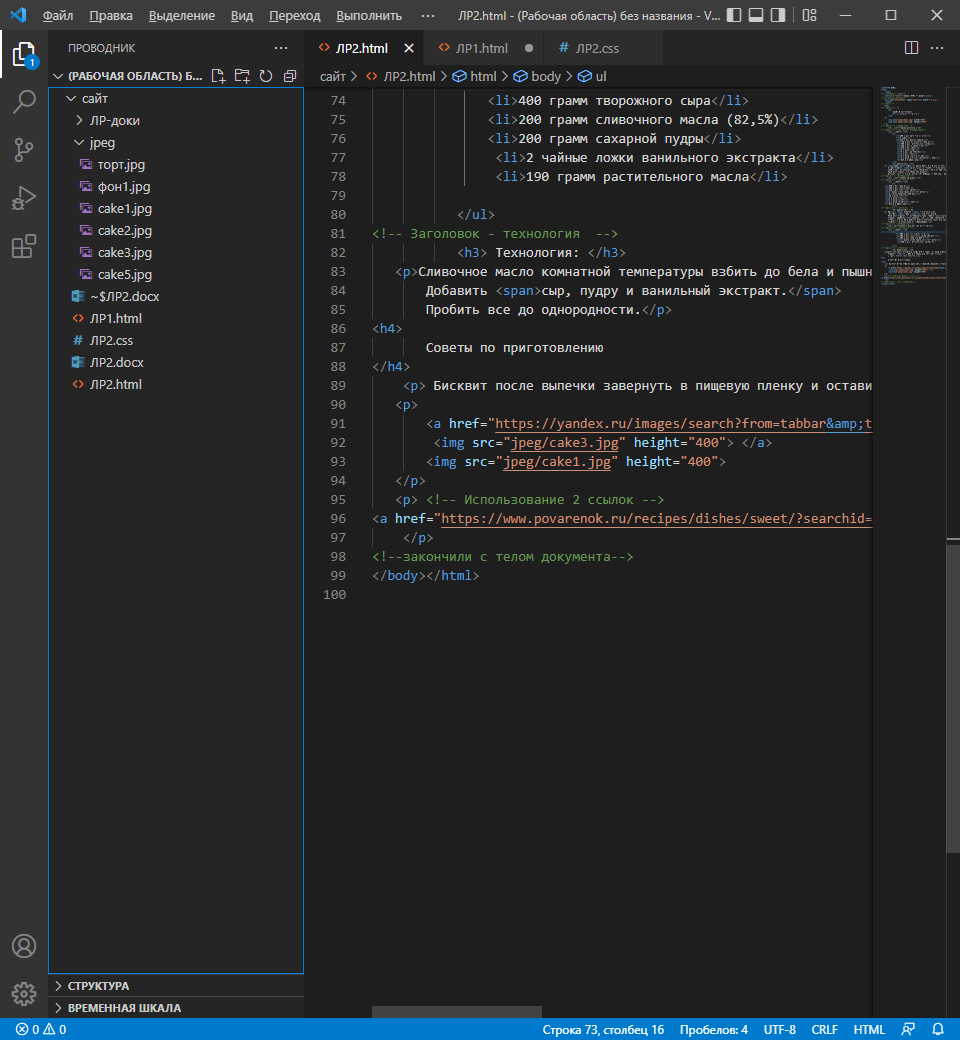 Файл Правка Выделение Вид Переход Выполнить ··· ЛР2.html - (Рабочая область) без названия - V...
ПРОВОДНИК ···
(РАБОЧАЯ ОБЛАСТЬ) Б...
сайт
ЛР-доки
jpeg
торт.jpg
фон1.jpg
cake1.jpg
cake2.jpg
cake3.jpg
cake5.jpg
~$ЛР2.docx
ЛР1.html
# ЛР2.css
ЛР2.docx
ЛР2.html
СТРУКТУРА
ВРЕМЕННАЯ ШКАЛА
1
<> ЛР2.html × <> ЛР1.html ● # ЛР2.css
сайт > <> ЛР2.html > html > body > ul
74 <li>400 грамм творожного сыра</li>
75 <li>200 грамм сливочного масла (82,5%)</li>
76 <li>200 грамм сахарной пудры</li>
77 <li>2 чайные ложки ванильного экстракта</li>
78 <li>190 грамм растительного масла</li>
79
80 </ul>
81 <!-- Заголовок - технология  -->
82 <h3> Технология: </h3>
83 <p>Сливочное масло комнатной температуры взбить до бела и пышн
84 Добавить <span>сыр, пудру и ванильный экстракт.</span>
85 Пробить все до однородности.</p>
86 <h4>
87 Советы по приготовлению
88 </h4>
89 <p> Бисквит после выпечки завернуть в пищевую пленку и остави
90 <p>
91 <a href="https://yandex.ru/images/search?from=tabbar&amp;t
92 <img src="jpeg/cake3.jpg" height="400"> </a>
93 <img src="jpeg/cake1.jpg" height="400">
94 </p>
95 <p> <!-- Использование 2 ссылок -->
96 <a href="https://www.povarenok.ru/recipes/dishes/sweet/?searchid=
97 </p>
98 <!--закончили с телом документа-->
99 </body></html>
100
0 0 Строка 73, столбец 16 Пробелов: 4 UTF-8 CRLF HTML